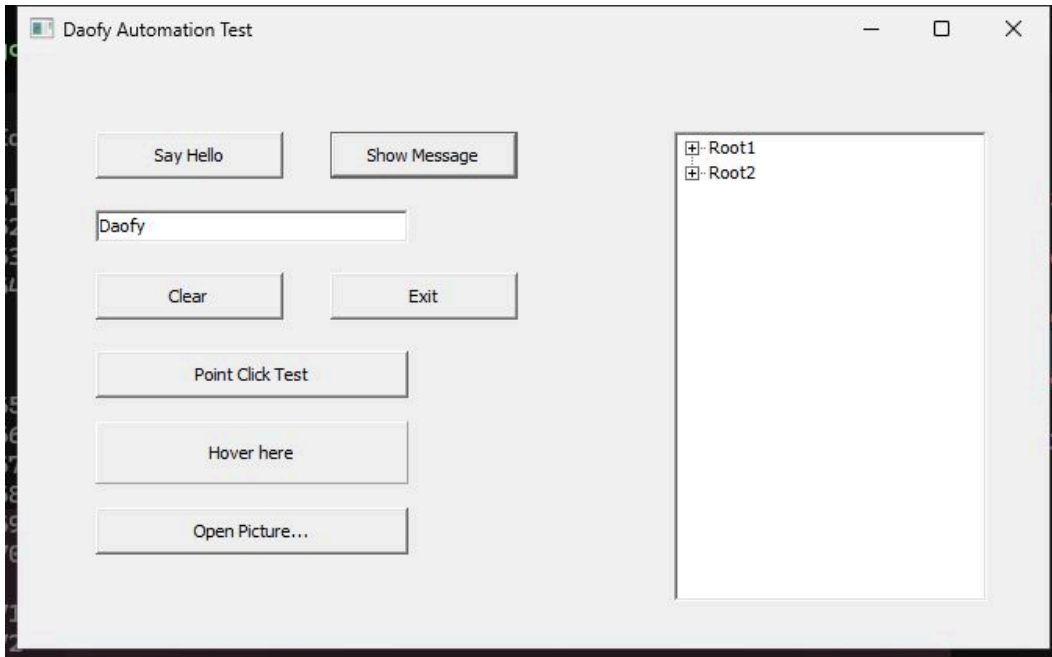 Daofy Automation Test
Say Hello
Show Message
Root1
Root2
Daofy
Clear
Exit
Point Click Test
Hover here
Open Picture...